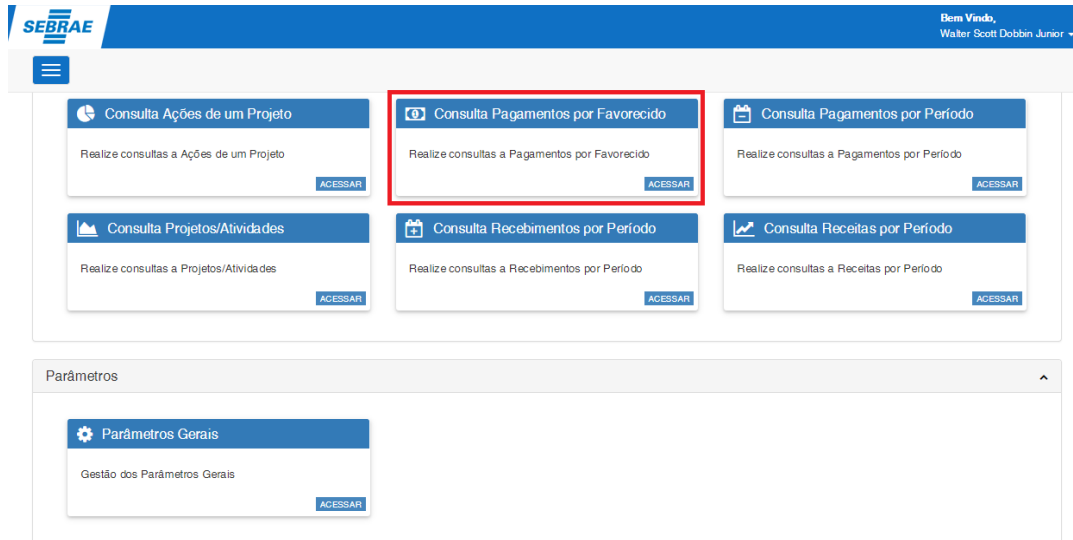 SEBRAE
Bem Vindo,
Walter Scott Dobbin Junior
Consulta Ações de um Projeto
Realize consultas a Ações de um Projeto
ACESSAR
Consulta Pagamentos por Favorecido
Realize consultas a Pagamentos por Favorecido
ACESSAR
Consulta Pagamentos por Período
Realize consultas a Pagamentos por Período
ACESSAR
Consulta Projetos/Atividades
Realize consultas a Projetos/Atividades
ACESSAR
Consulta Recebimentos por Período
Realize consultas a Recebimentos por Período
ACESSAR
Consulta Receitas por Período
Realize consultas a Receitas por Período
ACESSAR
Parâmetros
Parâmetros Gerais
Gestão dos Parâmetros Gerais
ACESSAR